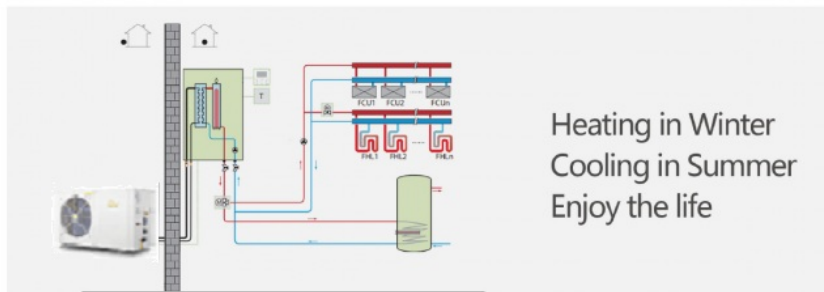 T
FCU1 FCU2 FCUn
FHL1 FHL2 FHLn
Heating in Winter
Cooling in Summer
Enjoy the life